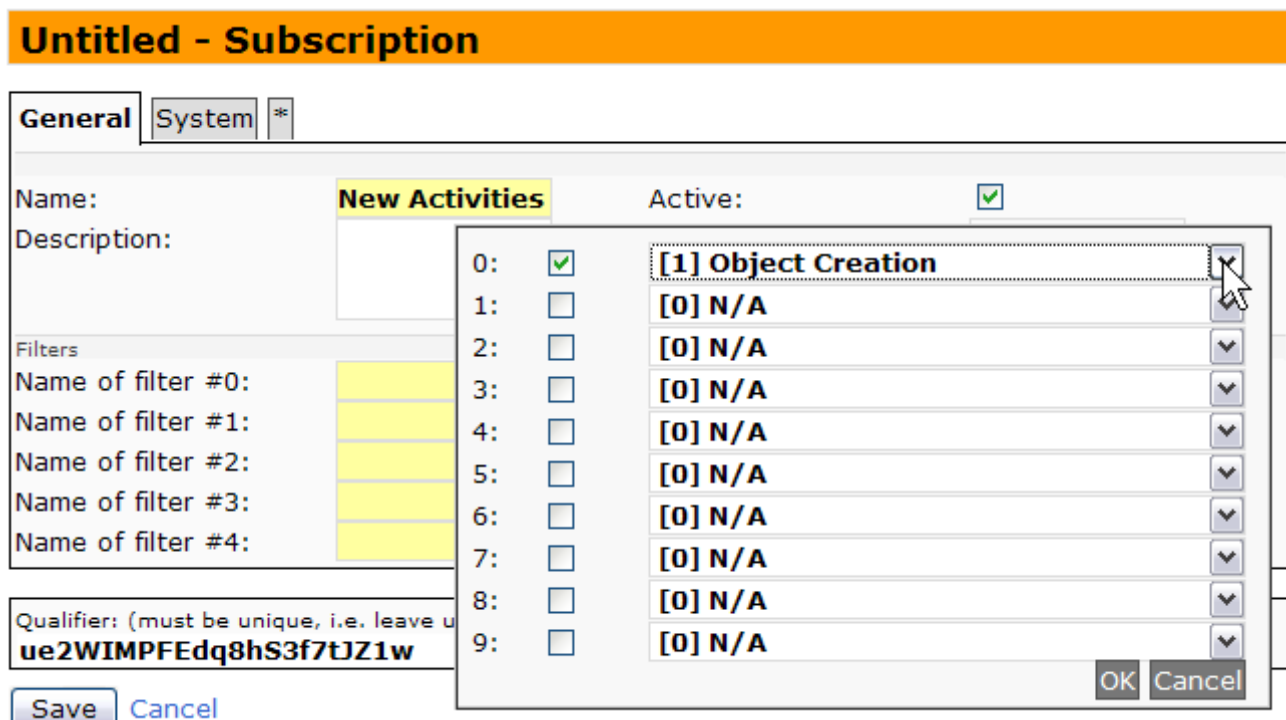 Untitled - Subscription
General System *
Name: New Activities Active:
Description:
0: [1] Object Creation
1: [0] N/A
2: [0] N/A
3: [0] N/A
4: [0] N/A
5: [0] N/A
6: [0] N/A
7: [0] N/A
8: [0] N/A
9: [0] N/A
OK Cancel
Filters
Name of filter #0:
Name of filter #1:
Name of filter #2:
Name of filter #3:
Name of filter #4:
Qualifier: (must be unique, i.e. leave u
ue2WIMPFEdq8hS3f7tJZ1w
Save Cancel